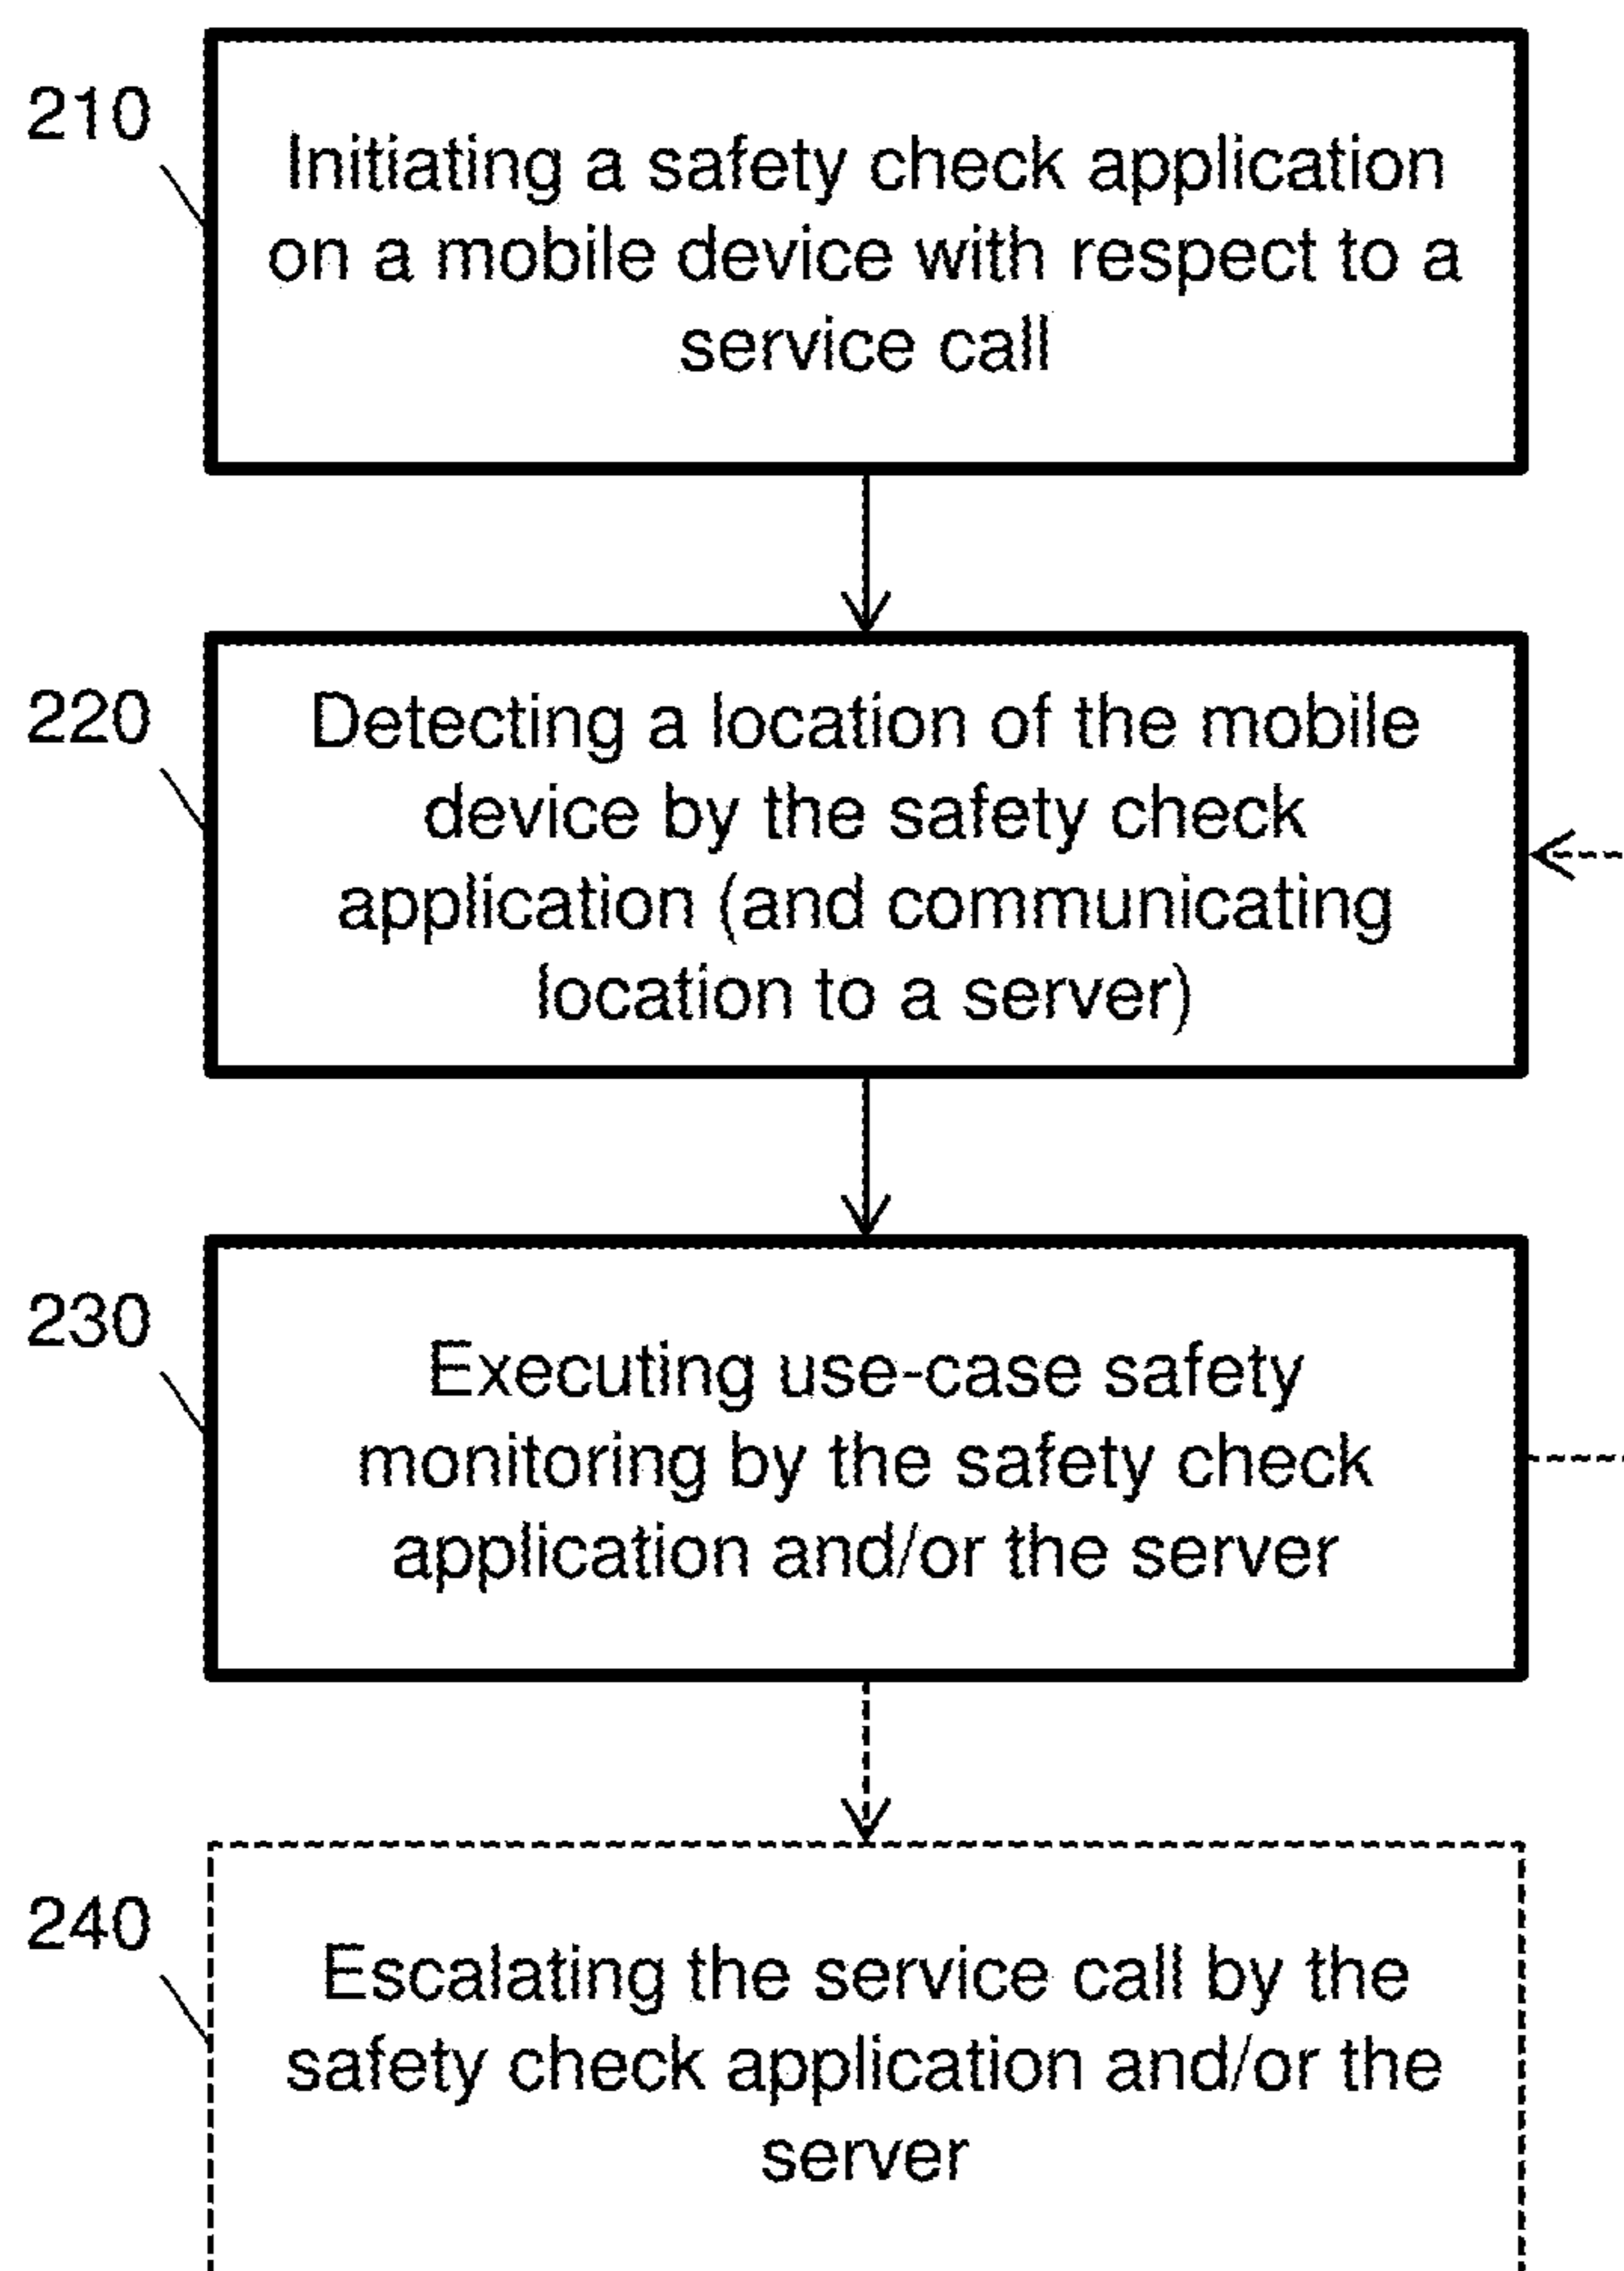 210
Initiating a safety check application
on a mobile device with respect to a
service call
220
Detecting a location of the mobile
device by the safety check
application (and communicating
location to a server)
230
Executing use-case safety
monitoring by the safety check
application and/or the server
240
Escalating the service call by the
safety check application and/or the
server